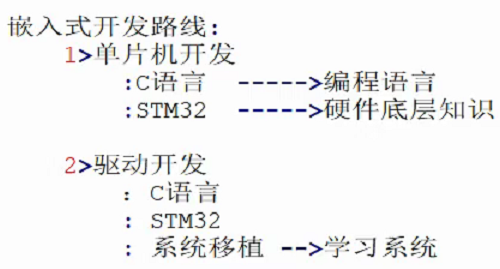 嵌入式开发路线:
1>单片机开发
:C语言 ----->编程语言
:STM32 ----->硬件底层知识
2>驱动开发
: C语言
: STM32
: 系统移植 -->学习系统